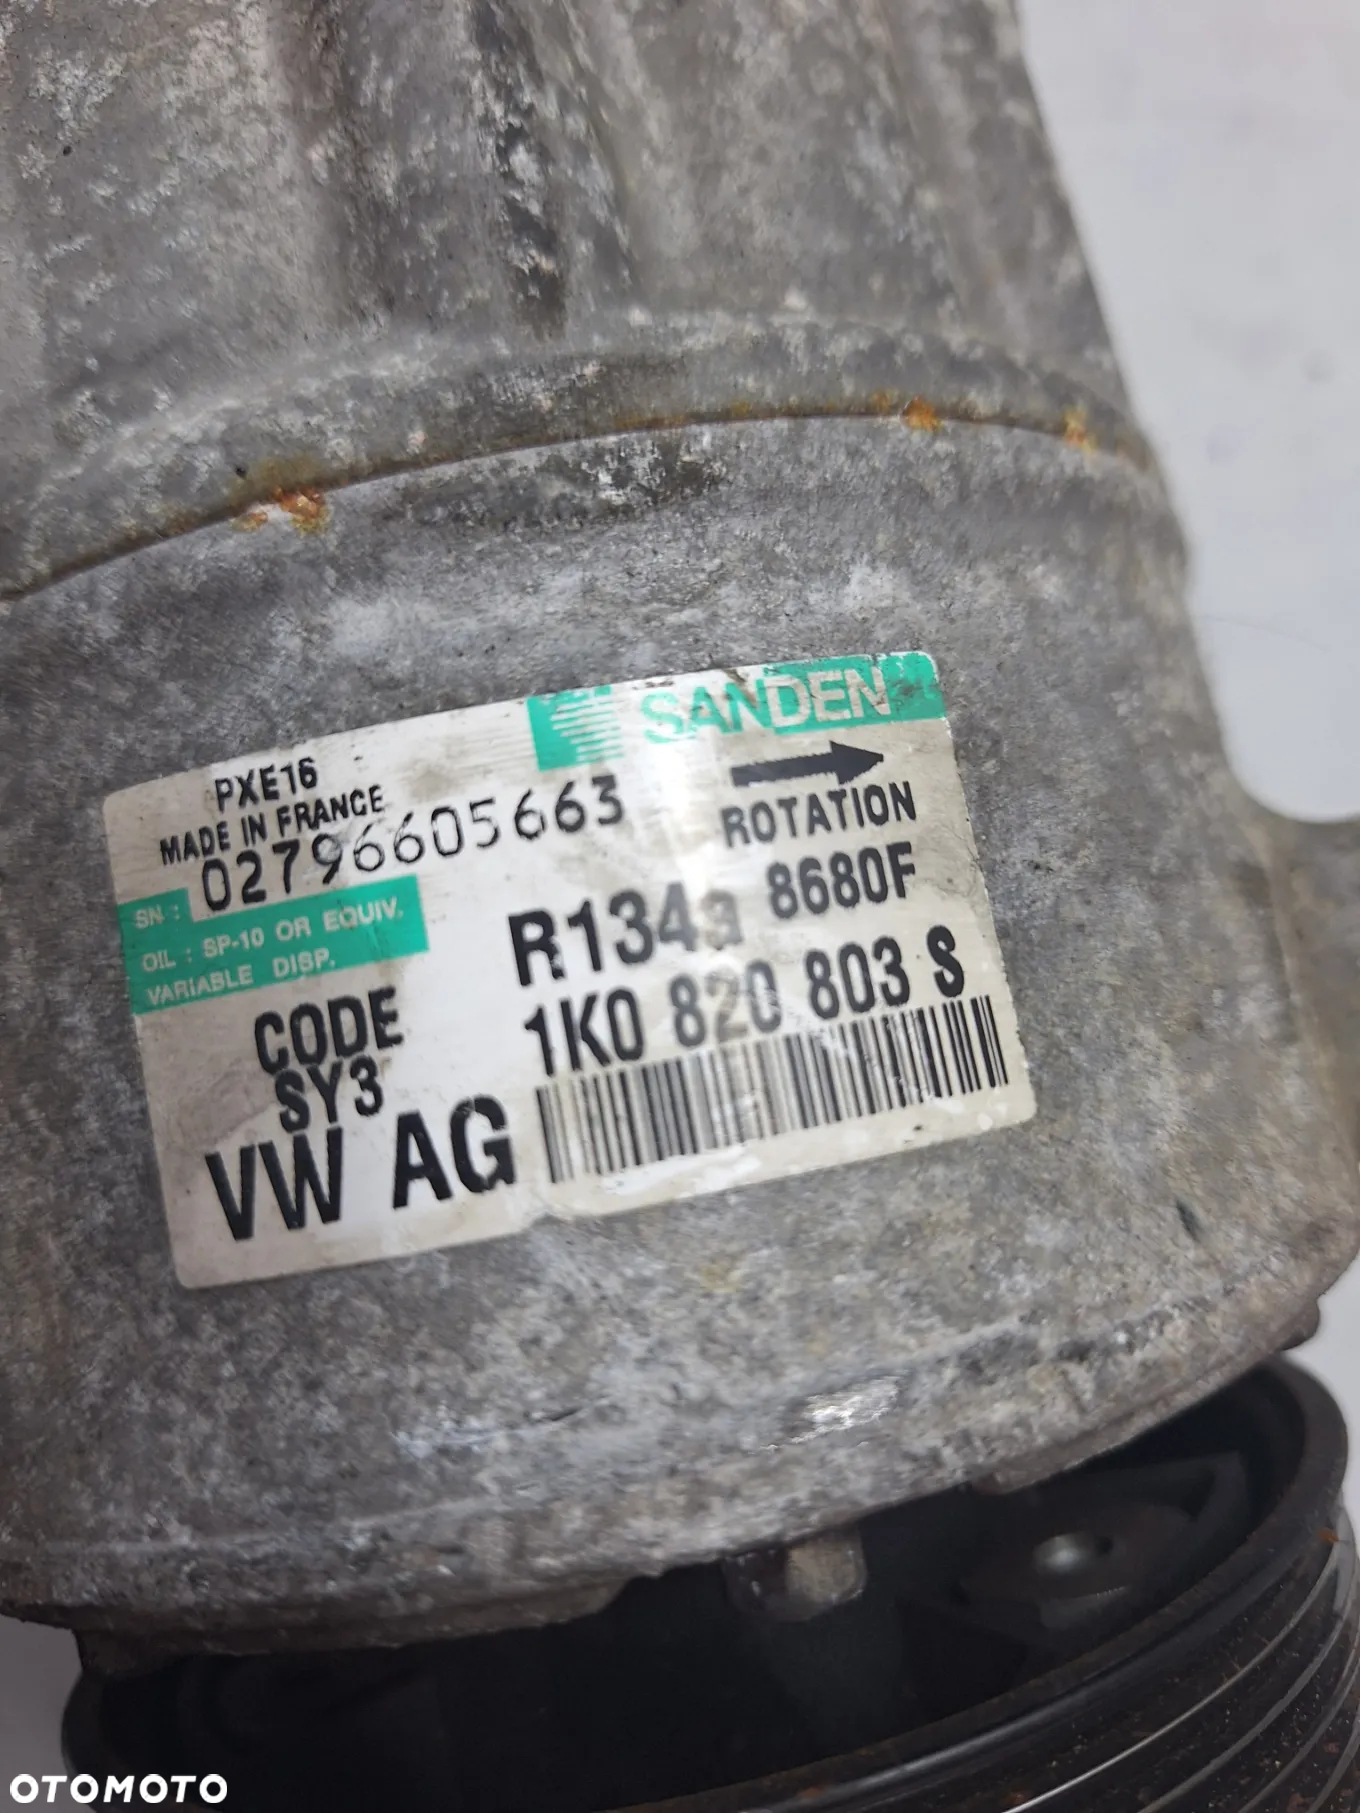 SANDEN
PXE16
MADE IN FRANCE
SN: 02796605663
ROTATION
OIL : SP-10 OR EQUIV.
VARIABLE DISP.
R134a 8680F
CODE
SY3
1K0 820 803 S
VW AG
OTOMOTO